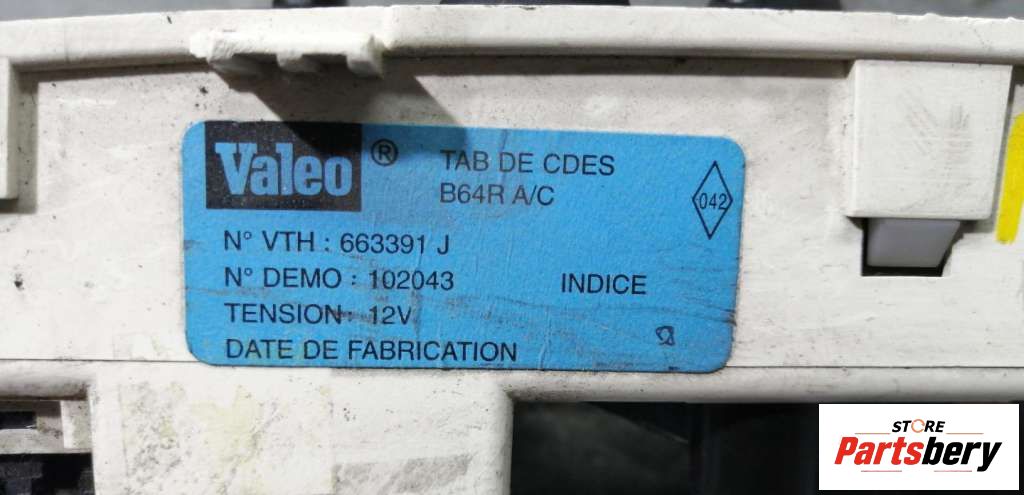 Valeo ® TAB DE CDES
B64R A/C
042
N° VTH : 663391 J
N° DEMO : 102043 INDICE
TENSION : 12V
DATE DE FABRICATION
STORE
Partsbery